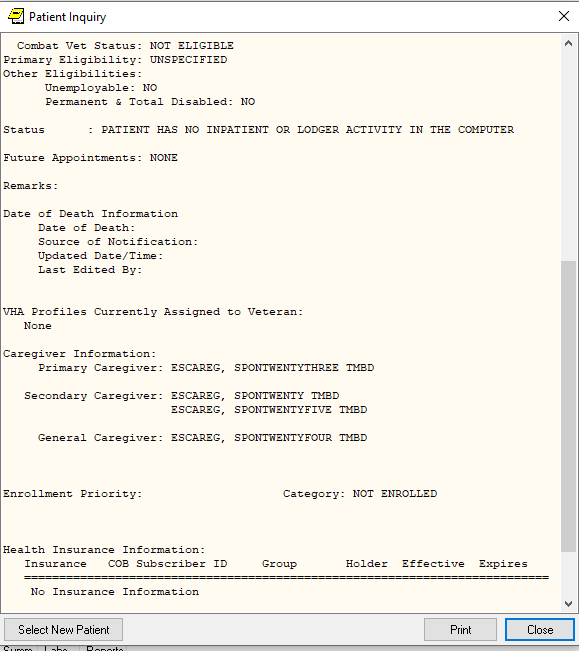 Patient Inquiry
Combat Vet Status: NOT ELIGIBLE
Primary Eligibility: UNSPECIFIED
Other Eligibilities:
Unemployable: NO
Permanent & Total Disabled: NO
Status : PATIENT HAS NO INPATIENT OR LODGER ACTIVITY IN THE COMPUTER
Future Appointments: NONE
Remarks:
Date of Death Information
Date of Death:
Source of Notification:
Updated Date/Time:
Last Edited By:
VHA Profiles Currently Assigned to Veteran:
None
Caregiver Information:
Primary Caregiver: ESCAREG, SPONTWENTYTHREE TMBD
Secondary Caregiver: ESCAREG, SPONTWENTY TMBD
ESCAREG, SPONTWENTYFIVE TMBD
General Caregiver: ESCAREG, SPONTWENTYFOUR TMBD
Enrollment Priority: Category: NOT ENROLLED
Health Insurance Information:
Insurance COB Subscriber ID Group Holder Effective Expires
===========================================================================
No Insurance Information
Select New Patient Print Close